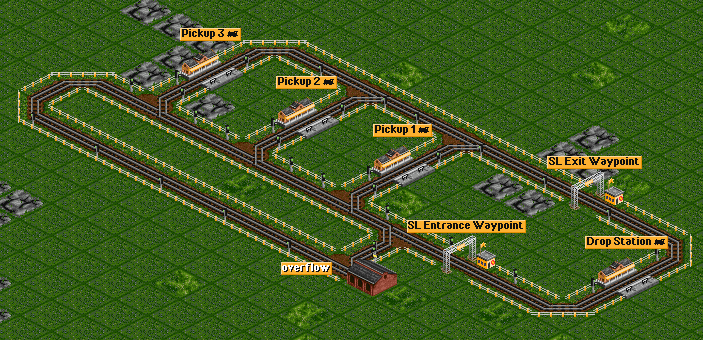 Pickup 3
Pickup 2
Pickup 1
SL Exit Waypoint
SL Entrance Waypoint
Drop Station
overflow